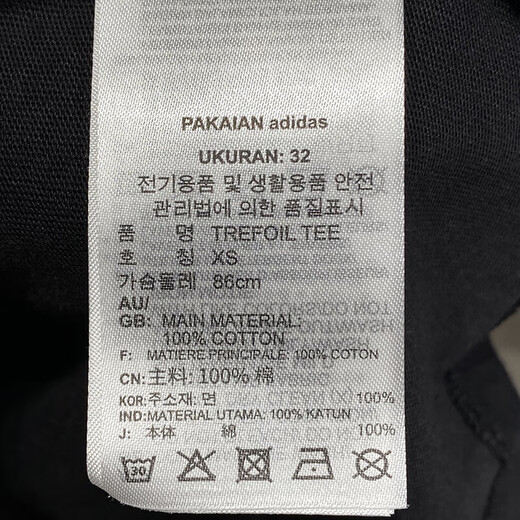 PAKAIAN adidas
UKURAN: 32
전기용품 및 생활용품 안전
관리법에 의한 품질표시
품 명 TREFOIL TEE
호 칭 XS
가슴둘레 86cm
AU/
GB: MAIN MATERIAL:
100% COTTON
F: MATIERE PRINCIPALE: 100% COTON
CN: 主料: 100% 棉
KOR: 주소재: 면 100%
IND: MATERIAL UTAMA: 100% KATUN
J: 本体 綿 100%
30